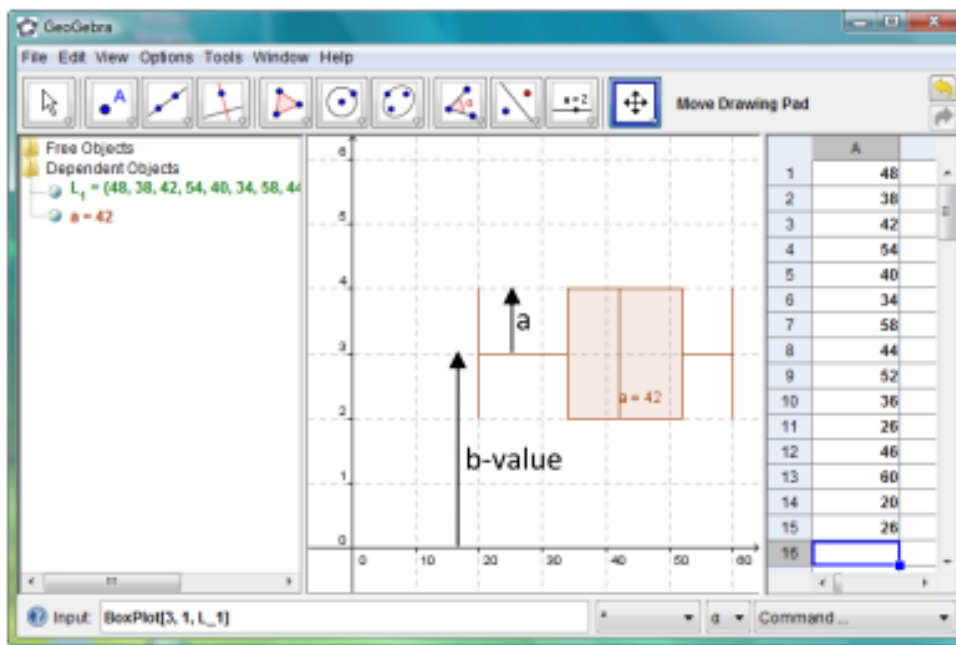 GeoGebra
File Edit View Options Tools Window Help
A
α
a=2
Move Drawing Pad
Free Objects
Dependent Objects
L₁ = (48, 38, 42, 54, 40, 34, 58, 44
a = 42
6
5
4
3
2
1
0
0 10 20 30 40 50 60
a
a = 42
b-value
A
1 48
2 38
3 42
4 54
5 40
6 34
7 58
8 44
9 52
10 36
11 26
12 46
13 60
14 20
15 26
16
Input: BoxPlot[3, 1, L_1]
α
Command ...